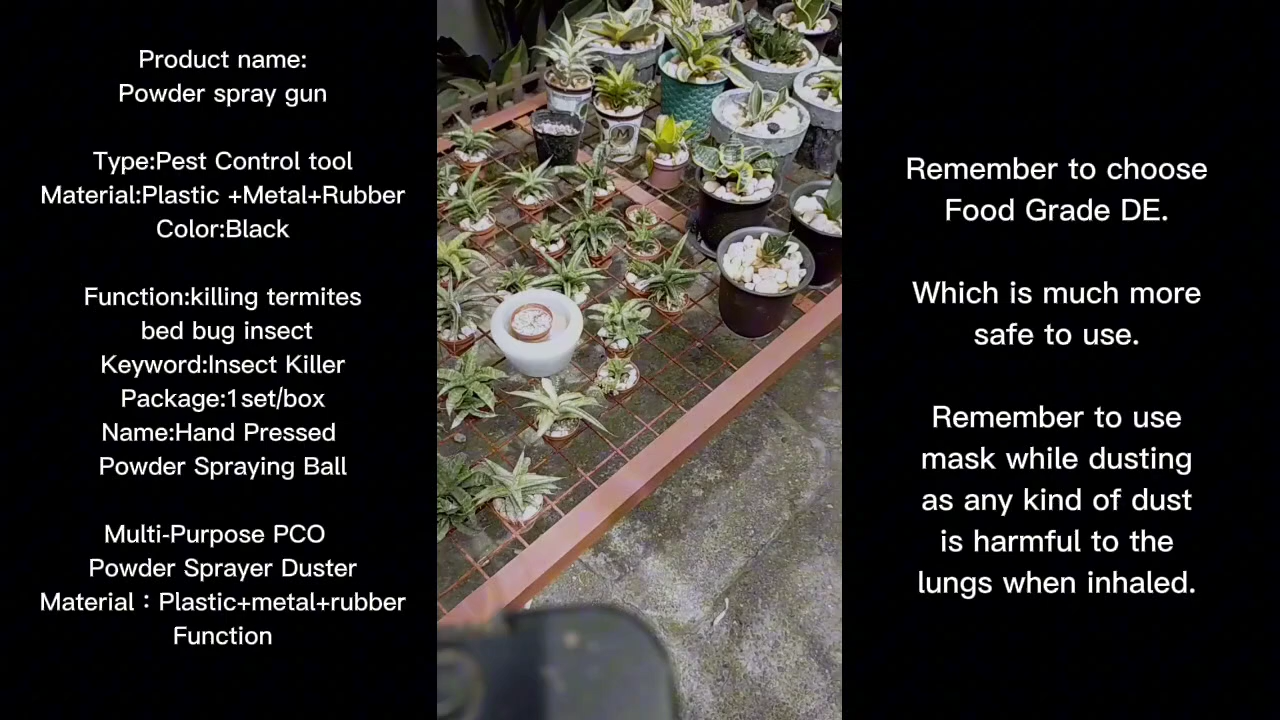 Product name:
Powder spray gun
Type:Pest Control tool
Material:Plastic +Metal+Rubber
Color:Black
Function:killing termites
bed bug insect
Keyword:Insect Killer
Package:1set/box
Name:Hand Pressed
Powder Spraying Ball
Multi-Purpose PCO
Powder Sprayer Duster
Material：Plastic+metal+rubber
Function
M
Remember to choose
Food Grade DE.
Which is much more
safe to use.
Remember to use
mask while dusting
as any kind of dust
is harmful to the
lungs when inhaled.